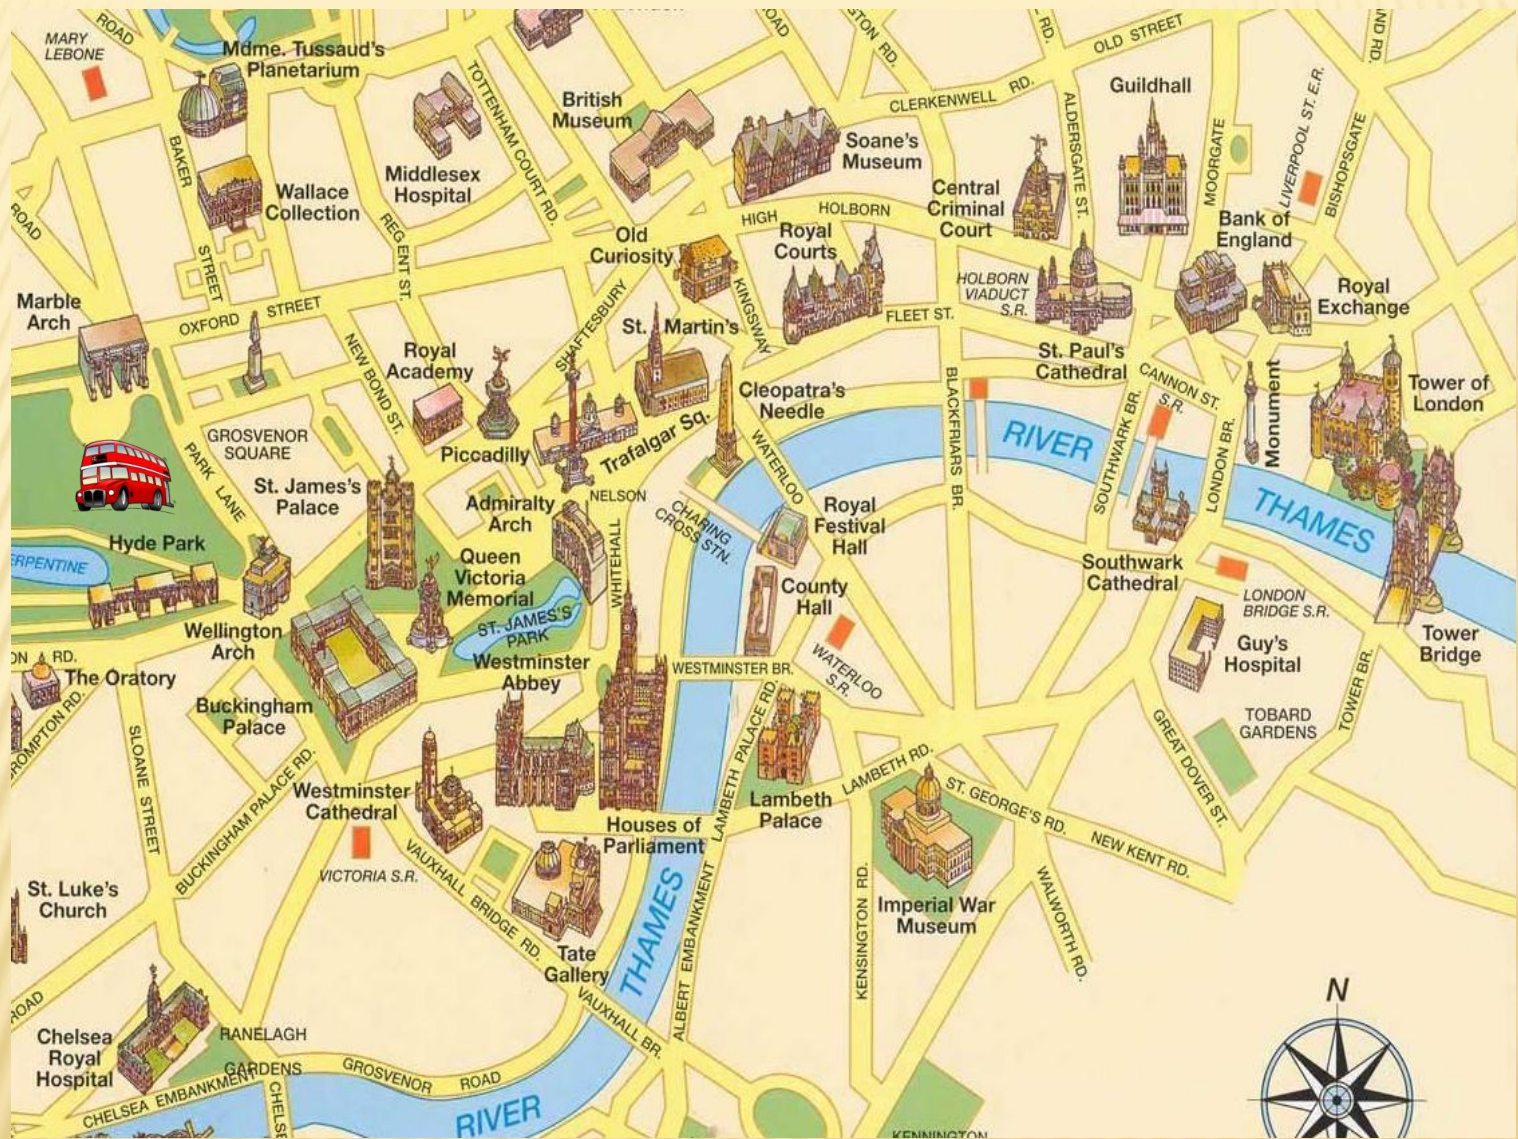 ROAD
MARY
LEBONE
Mdme. Tussaud's
Planetarium
TOTTENHAM COURT RD.
ROAD
RD.
OLD STREET
British
Museum
CLERKENWELL RD.
Guildhall
ALDERSGATE ST.
MOORGATE
LIVERPOOL ST. E.R.
BISHOPSGATE
BAKER
STREET
Middlesex
Hospital
Soane's
Museum
Wallace
Collection
Central
Criminal
Court
HIGH HOLBORN
ROAD
REGENT ST.
Old
Curiosity
Royal
Courts
Bank of
England
KINGSWAY
HOLBORN
VIADUCT
S.R.
Royal
Exchange
Marble
Arch
OXFORD STREET
SHAFTESBURY
St. Martin's
FLEET ST.
NEW BOND ST.
Royal
Academy
St. Paul's
Cathedral
CANNON ST.
S.R.
Monument
Tower of
London
Cleopatra's
Needle
BLACKFRIARS BR.
SOUTHWARK BR.
LONDON BR.
GROSVENOR
SQUARE
PARK LANE
Piccadilly
Trafalgar Sq.
WATERLOO
RIVER
THAMES
St. James's
Palace
Admiralty
Arch
NELSON
WHITEHALL
CHARING
CROSS STN.
Royal
Festival
Hall
Hyde Park
ERPENTINE
Queen
Victoria
Memorial
ST. JAMES'S
PARK
County
Hall
Southwark
Cathedral
LONDON
BRIDGE S.R.
Wellington
Arch
Tower
Bridge
Guy's
Hospital
ON RD.
The Oratory
Westminster
Abbey
WESTMINSTER BR.
WATERLOO
S.R.
Buckingham
Palace
ROMPTON RD.
SLOANE STREET
BUCKINGHAM PALACE RD.
LAMBETH PALACE RD.
TOBARD
GARDENS
TOWER BR.
GREAT DOVER ST.
Westminster
Cathedral
Houses of
Parliament
Lambeth
Palace
LAMBETH RD.
ST. GEORGE'S RD.
NEW KENT RD.
VICTORIA S.R.
VAUXHALL BRIDGE RD.
St. Luke's
Church
THAMES
ALBERT EMBANKMENT
KENSINGTON RD.
Imperial War
Museum
WALWORTH RD.
Tate
Gallery
VAUXHALL BR.
ROAD
N
Chelsea
Royal
Hospital
RANELAGH
GARDENS
GROSVENOR ROAD
CHELSEA EMBANKMENT
CHELSE
RIVER
KENNINGTON